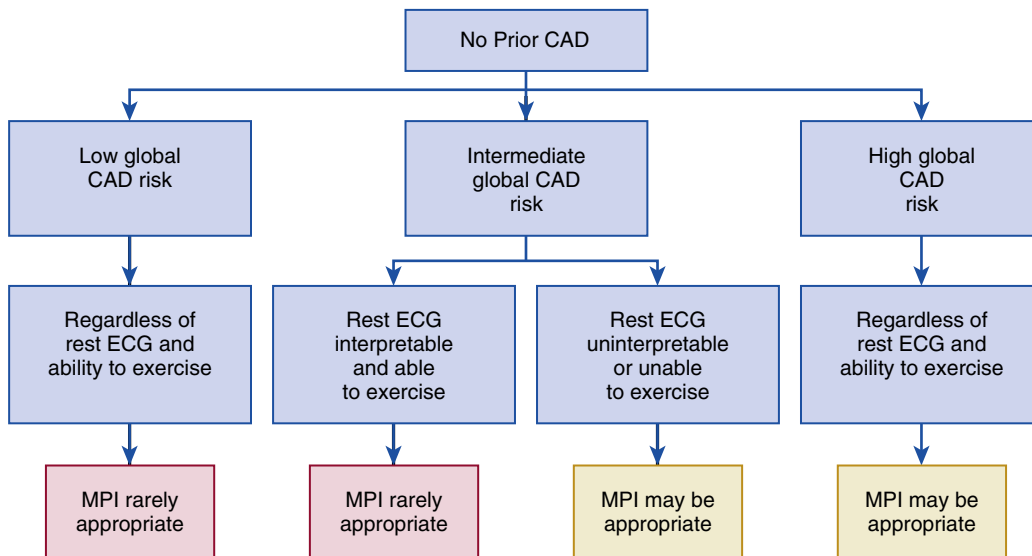 No Prior CAD
Low global
CAD risk
Intermediate
global CAD
risk
High global
CAD
risk
Regardless of
rest ECG and
ability to exercise
Rest ECG
interpretable
and able
to exercise
Rest ECG
uninterpretable
or unable
to exercise
Regardless of
rest ECG and
ability to exercise
MPI rarely
appropriate
MPI rarely
appropriate
MPI may be
appropriate
MPI may be
appropriate